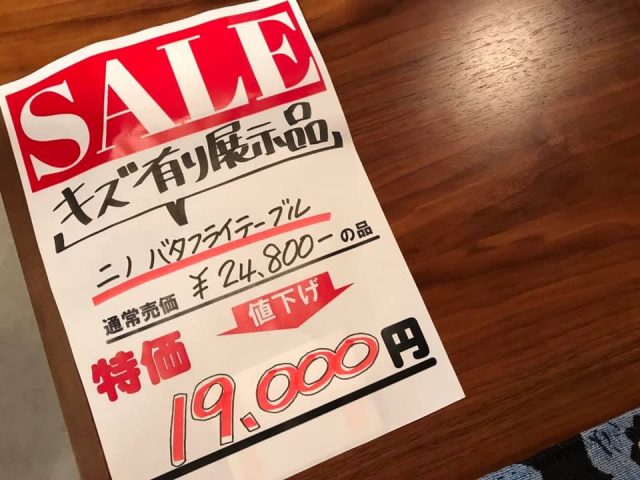 SALE
キズ有り展示品
ニノ バタフライテーブル
通常売価 ¥24,800-の品
値下げ
特価 19,000円